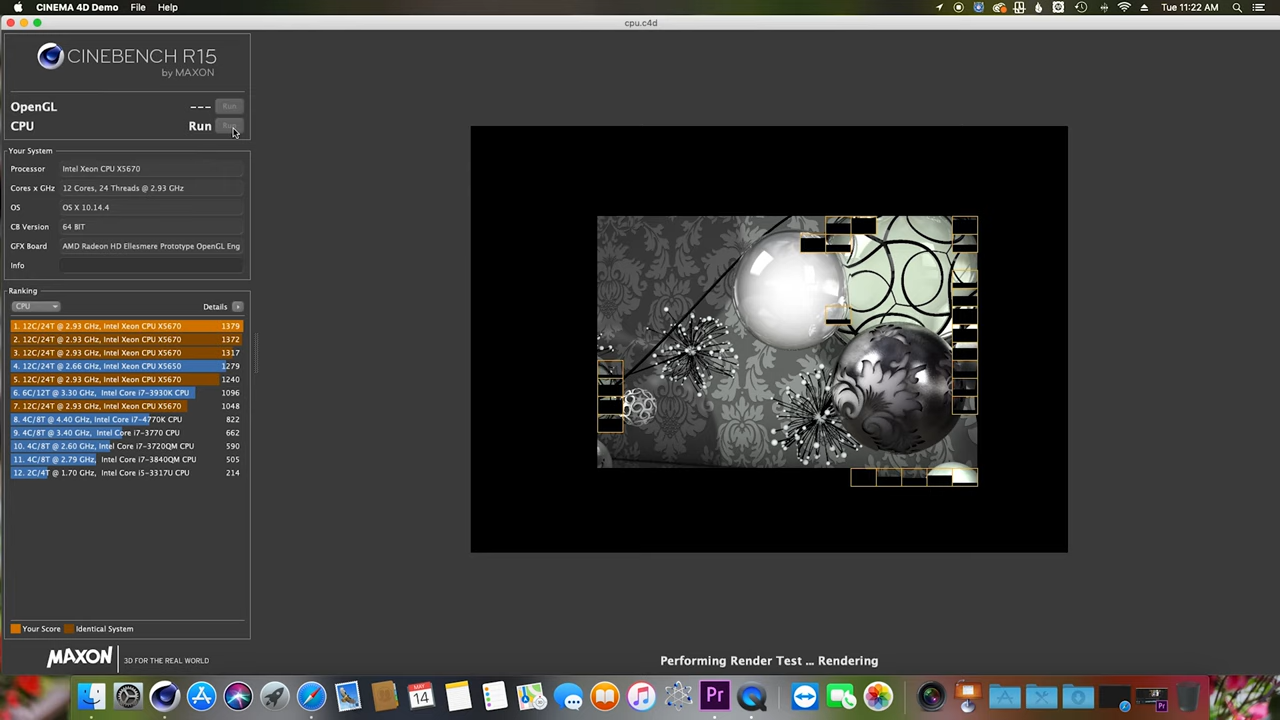 CINEMA 4D Demo File Help
Tue 11:22 AM
cpu.c4d
CINEBENCH R15
by MAXON
OpenGL --- Run
CPU Run Run
Your System
Processor Intel Xeon CPU X5670
Cores x GHz 12 Cores, 24 Threads @ 2.93 GHz
OS OS X 10.14.4
CB Version 64 BIT
GFX Board AMD Radeon HD Ellesmere Prototype OpenGL Eng
Info
Ranking
CPU Details
1. 12C/24T @ 2.93 GHz, Intel Xeon CPU X5670 1379
2. 12C/24T @ 2.93 GHz, Intel Xeon CPU X5670 1372
3. 12C/24T @ 2.93 GHz, Intel Xeon CPU X5670 1317
4. 12C/24T @ 2.66 GHz, Intel Xeon CPU X5650 1279
5. 12C/24T @ 2.93 GHz, Intel Xeon CPU X5670 1240
6. 6C/12T @ 3.30 GHz, Intel Core i7-3930K CPU 1096
7. 12C/24T @ 2.93 GHz, Intel Xeon CPU X5670 1048
8. 4C/8T @ 4.40 GHz, Intel Core i7-4770K CPU 822
9. 4C/8T @ 3.40 GHz, Intel Core i7-3770 CPU 662
10. 4C/8T @ 2.60 GHz, Intel Core i7-3720QM CPU 590
11. 4C/8T @ 2.79 GHz, Intel Core i7-3840QM CPU 505
12. 2C/4T @ 1.70 GHz, Intel Core i5-3317U CPU 214
Your Score Identical System
MAXON 3D FOR THE REAL WORLD
Performing Render Test ... Rendering
MAY
14
Pr